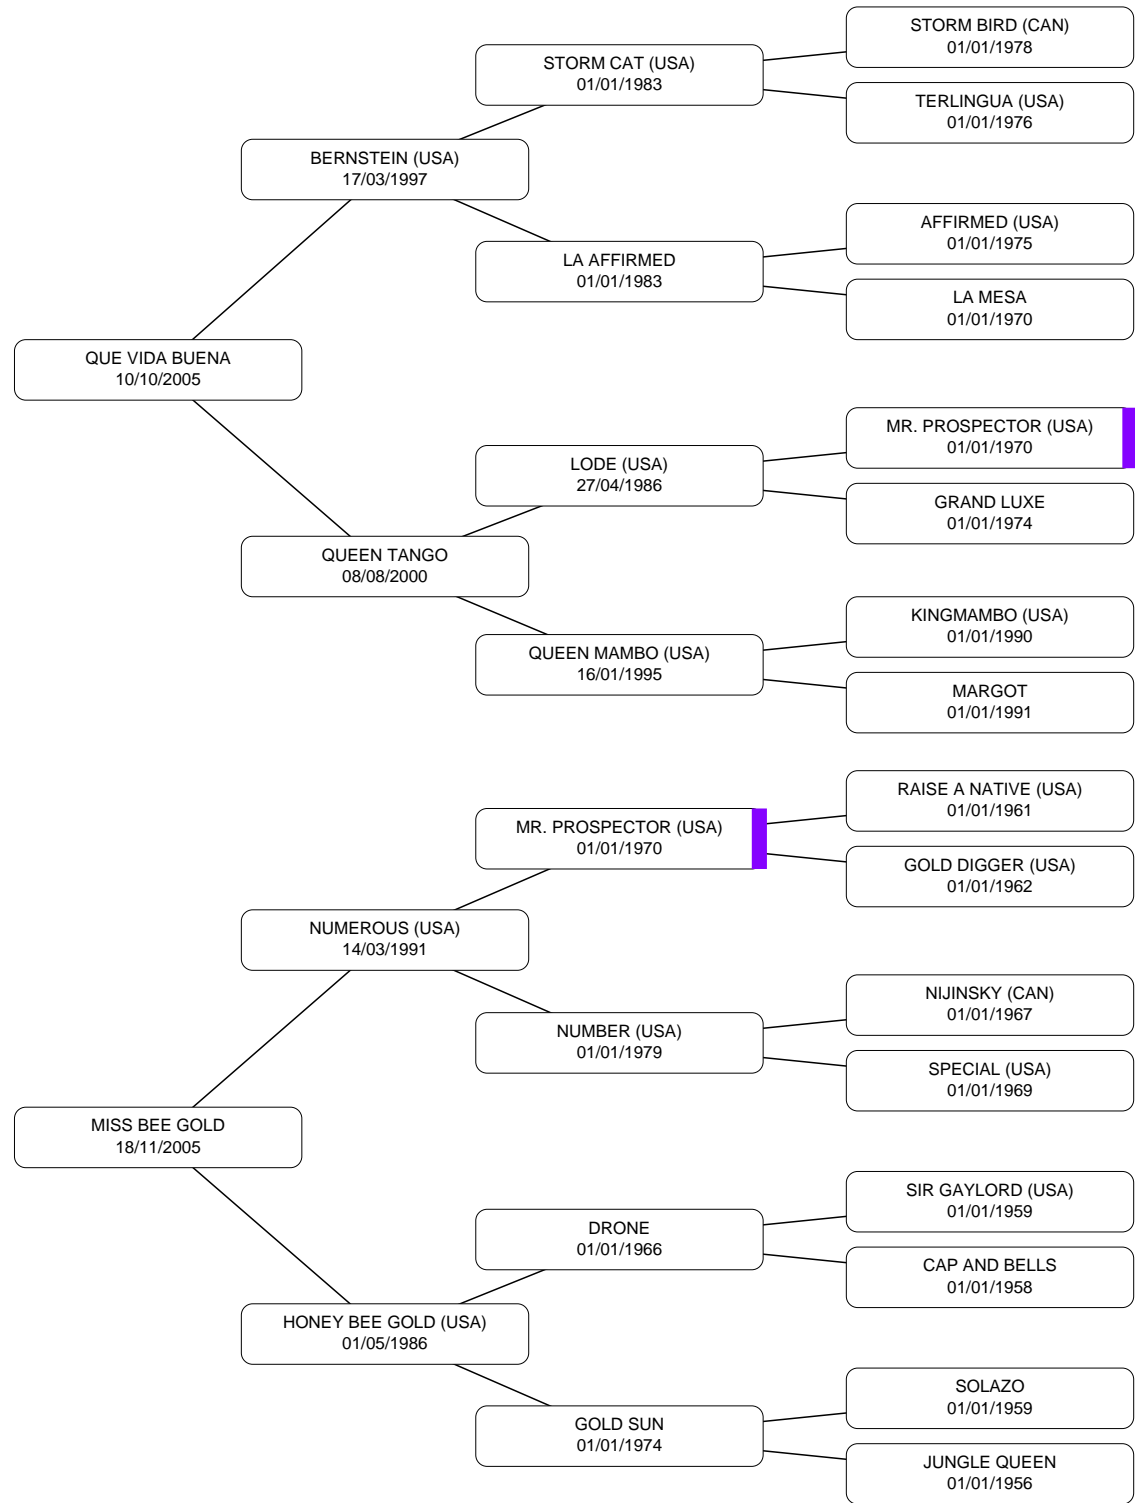 STORM BIRD (CAN)
01/01/1978
STORM CAT (USA)
01/01/1983
TERLINGUA (USA)
01/01/1976
BERNSTEIN (USA)
17/03/1997
AFFIRMED (USA)
01/01/1975
LA AFFIRMED
01/01/1983
LA MESA
01/01/1970
QUE VIDA BUENA
10/10/2005
MR. PROSPECTOR (USA)
01/01/1970
LODE (USA)
27/04/1986
GRAND LUXE
01/01/1974
QUEEN TANGO
08/08/2000
KINGMAMBO (USA)
01/01/1990
QUEEN MAMBO (USA)
16/01/1995
MARGOT
01/01/1991
RAISE A NATIVE (USA)
01/01/1961
MR. PROSPECTOR (USA)
01/01/1970
GOLD DIGGER (USA)
01/01/1962
NUMEROUS (USA)
14/03/1991
NIJINSKY (CAN)
01/01/1967
NUMBER (USA)
01/01/1979
SPECIAL (USA)
01/01/1969
MISS BEE GOLD
18/11/2005
SIR GAYLORD (USA)
01/01/1959
DRONE
01/01/1966
CAP AND BELLS
01/01/1958
HONEY BEE GOLD (USA)
01/05/1986
SOLAZO
01/01/1959
GOLD SUN
01/01/1974
JUNGLE QUEEN
01/01/1956